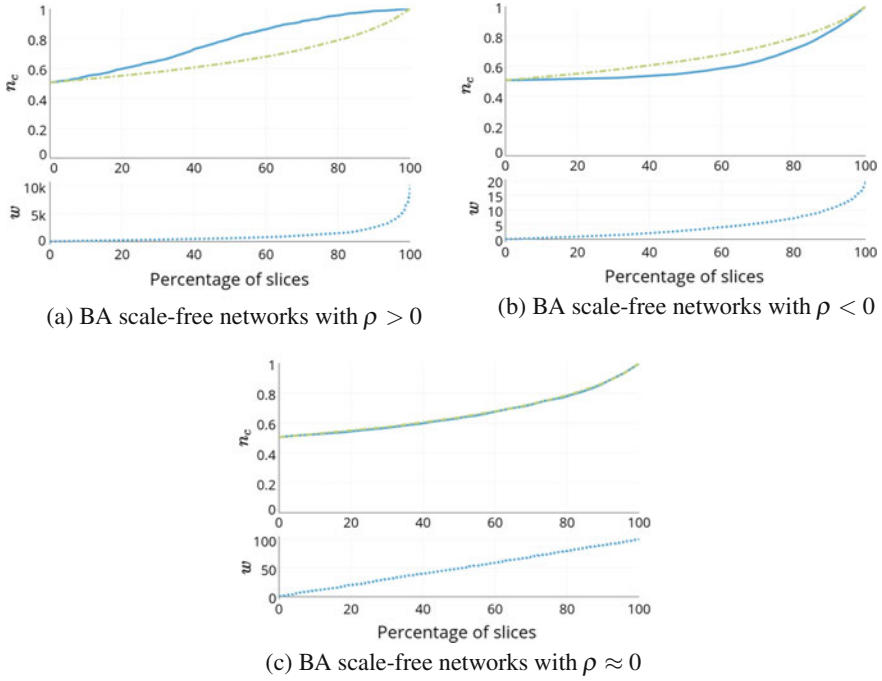 1
0.8
0.6
0.4
0.2
0
n_c
0 20 40 60 80 100
10k
5k
0
w
0 20 40 60 80 100
Percentage of slices
(a) BA scale-free networks with ρ > 0
1
0.8
0.6
0.4
0.2
0
n_c
0 20 40 60 80 100
20
15
10
5
0
w
0 20 40 60 80 100
Percentage of slices
(b) BA scale-free networks with ρ < 0
1
0.8
0.6
0.4
0.2
0
n_c
0 20 40 60 80 100
100
50
0
w
0 20 40 60 80 100
Percentage of slices
(c) BA scale-free networks with ρ ≈ 0